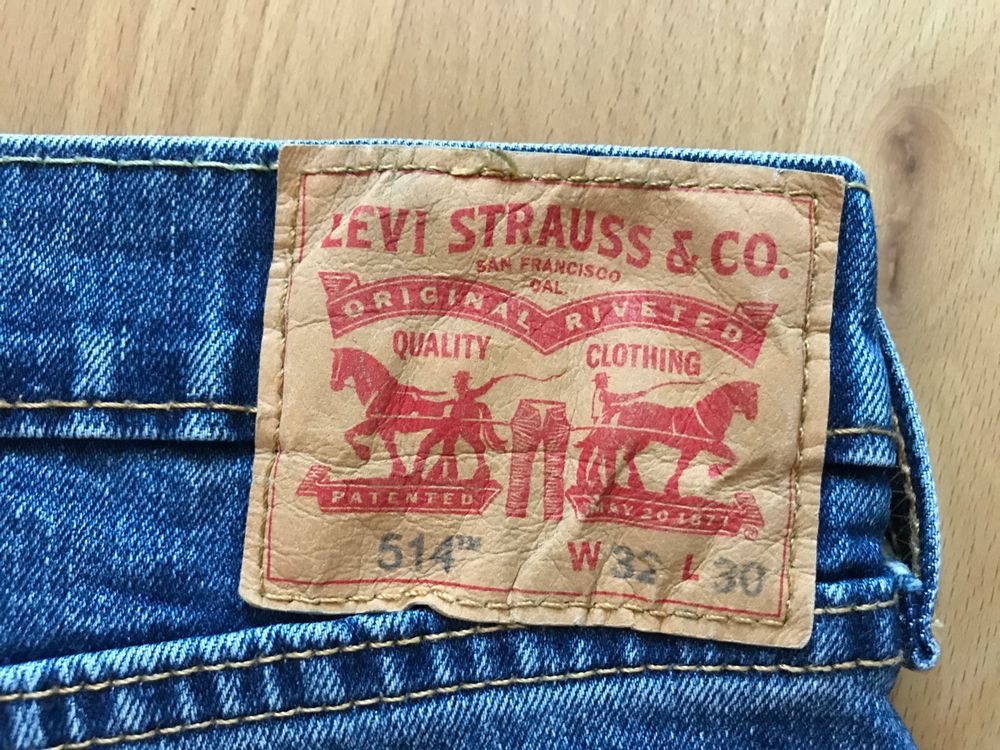 LEVI STRAUSS & CO.
SAN FRANCISCO
CAL.
ORIGINAL RIVETED
QUALITY CLOTHING
PATENTED MAY 20 1873
514™ W 32 L 30